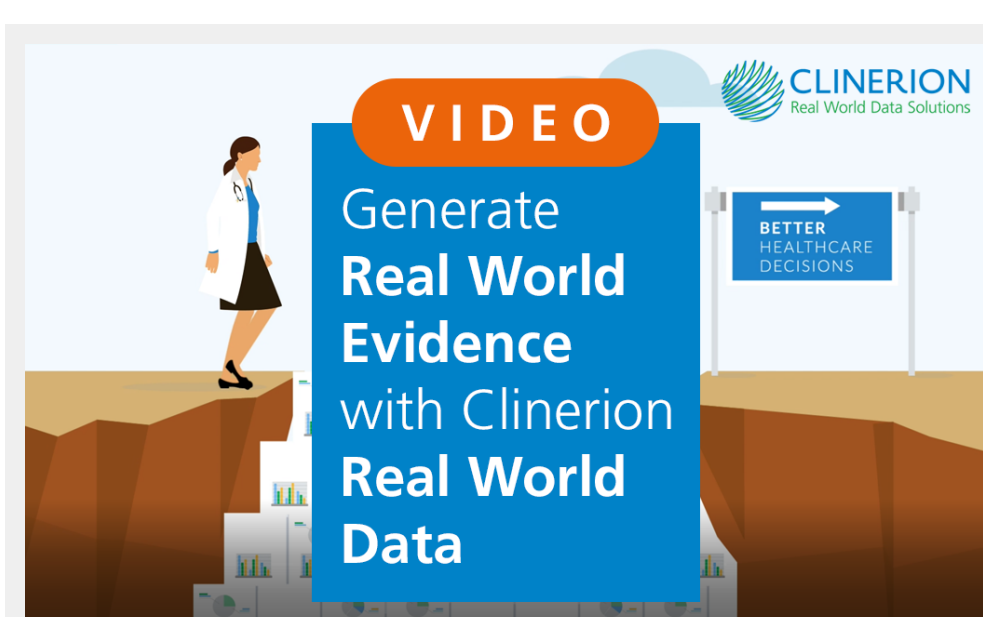 CLINERION
Real World Data Solutions
VIDEO
Generate
Real World
Evidence
with Clinerion
Real World
Data
BETTER
HEALTHCARE
DECISIONS